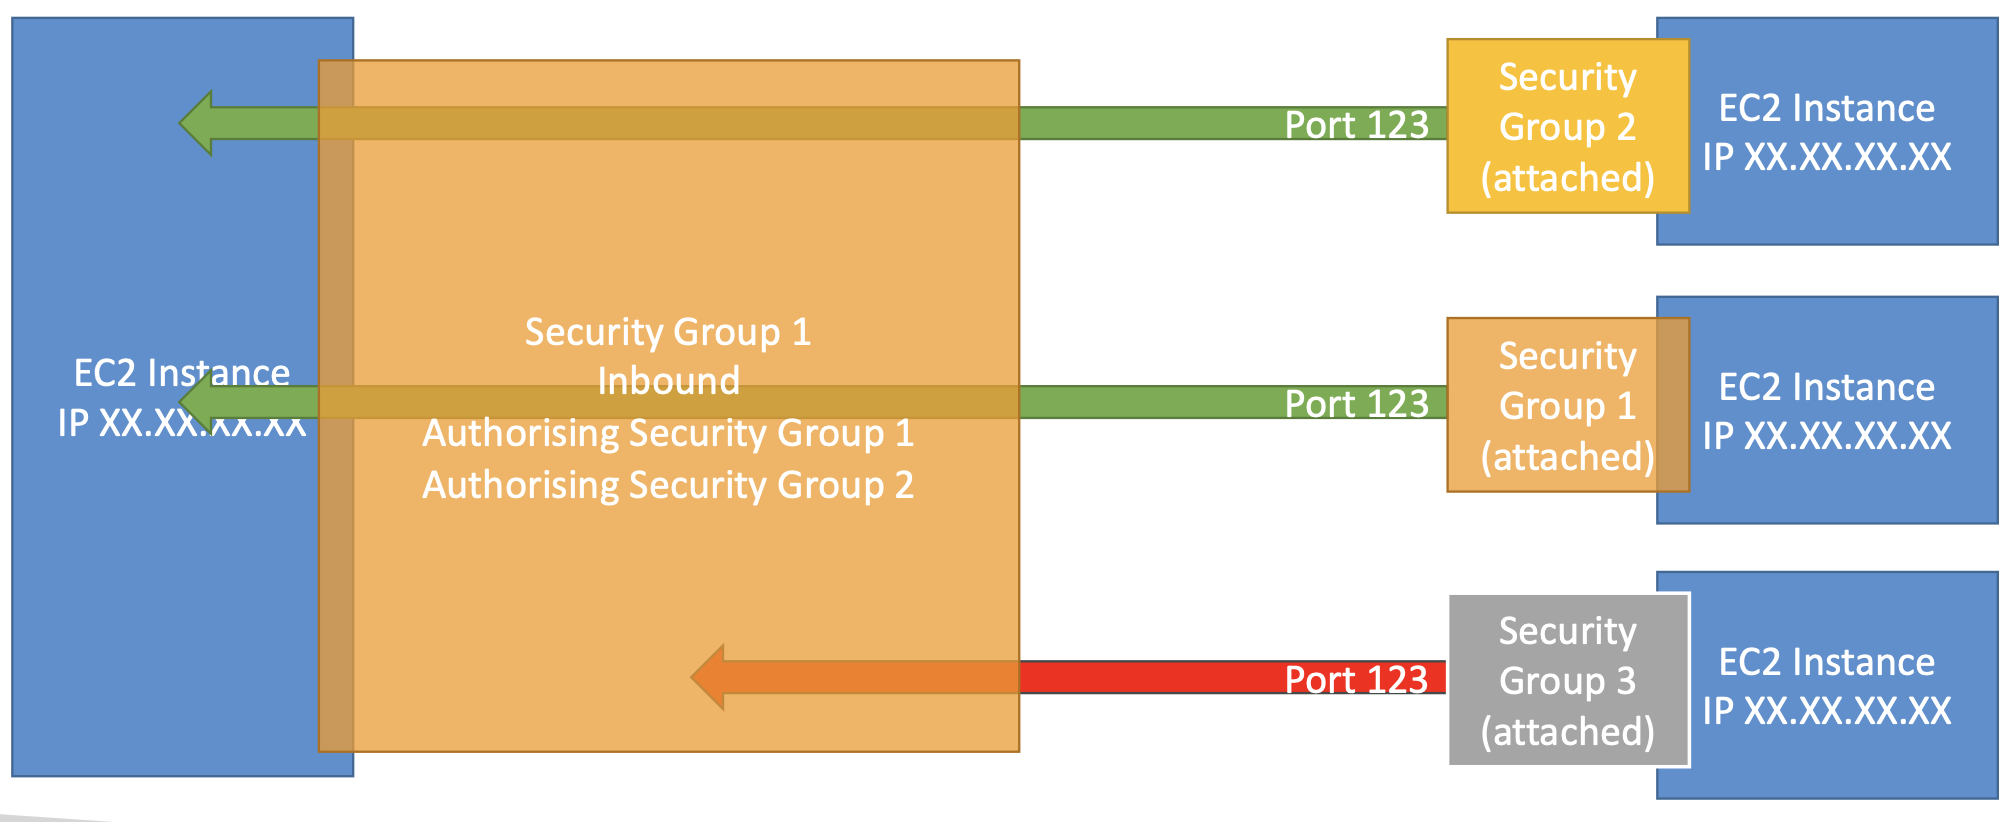 EC2 Instance
IP XX.XX.XX.XX
Security Group 1
Inbound
Authorising Security Group 1
Authorising Security Group 2
Port 123
Security
Group 2
(attached)
EC2 Instance
IP XX.XX.XX.XX
Port 123
Security
Group 1
(attached)
EC2 Instance
IP XX.XX.XX.XX
Port 123
Security
Group 3
(attached)
EC2 Instance
IP XX.XX.XX.XX